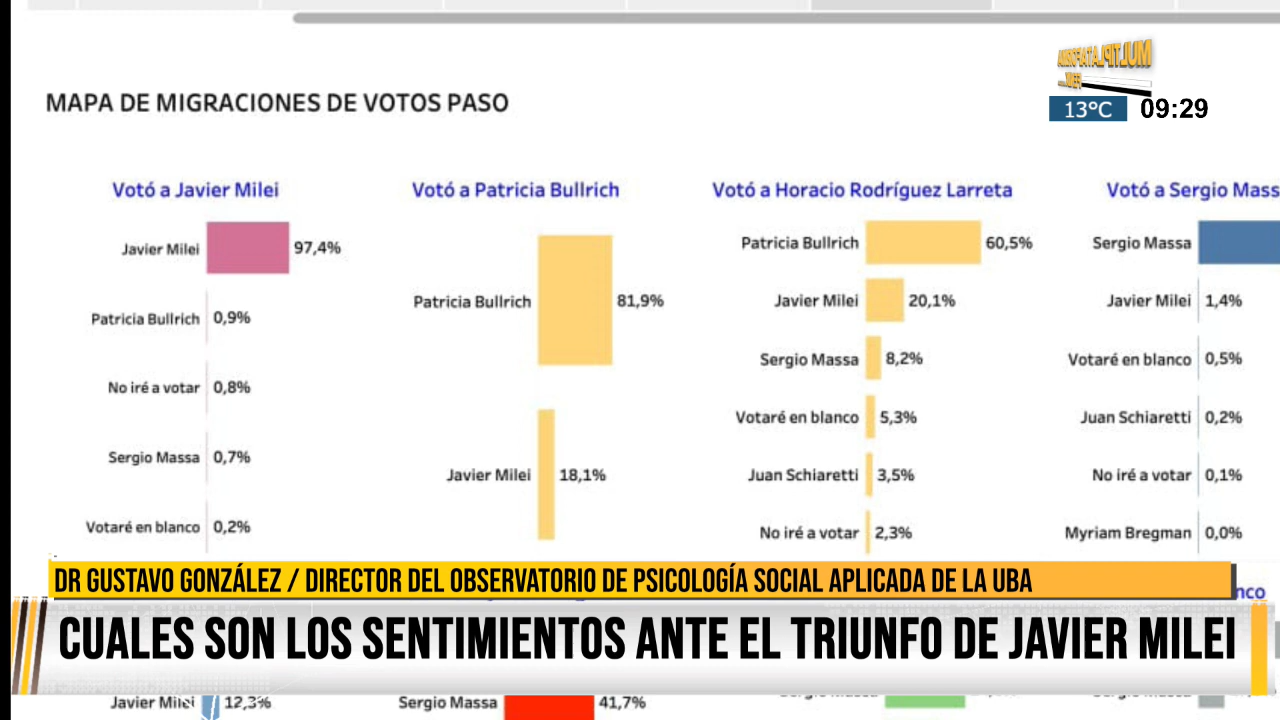 MULTIPLATAFORMA
13°C 09:29
MAPA DE MIGRACIONES DE VOTOS PASO
Votó a Javier Milei
Javier Milei 97,4%
Patricia Bullrich 0,9%
No iré a votar 0,8%
Sergio Massa 0,7%
Votaré en blanco 0,2%
Votó a Patricia Bullrich
Patricia Bullrich 81,9%
Javier Milei 18,1%
Votó a Horacio Rodríguez Larreta
Patricia Bullrich 60,5%
Javier Milei 20,1%
Sergio Massa 8,2%
Votaré en blanco 5,3%
Juan Schiaretti 3,5%
No iré a votar 2,3%
Votó a Sergio Mass
Sergio Massa
Javier Milei 1,4%
Votaré en blanco 0,5%
Juan Schiaretti 0,2%
No iré a votar 0,1%
Myriam Bregman 0,0%
nco
DR GUSTAVO GONZÁLEZ / DIRECTOR DEL OBSERVATORIO DE PSICOLOGÍA SOCIAL APLICADA DE LA UBA
CUALES SON LOS SENTIMIENTOS ANTE EL TRIUNFO DE JAVIER MILEI
Javier Milei 12,3%
Sergio Massa 41,7%